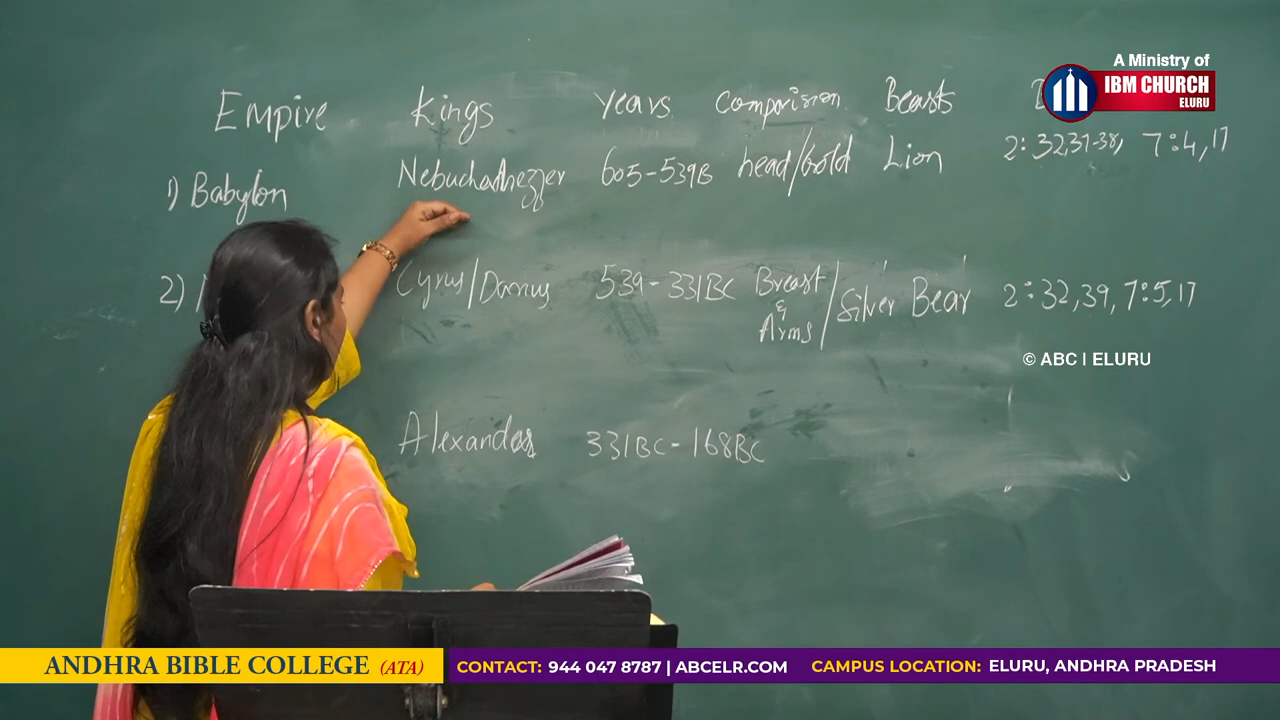 A Ministry of
IBM CHURCH
ELURU
Empire Kings Years Comparision Beasts
1) Babylon Nebuchadhezzer 605-539B head/Gold Lion 2:32,37-38, 7:4,17
2) Cyrus/Darius 539-331BC Breast & Arms / Silver Bear 2:32,39, 7:5,17
© ABC | ELURU
Alexander 331BC-168BC
ANDHRA BIBLE COLLEGE (ATA) CONTACT: 944 047 8787 | ABCELR.COM CAMPUS LOCATION: ELURU, ANDHRA PRADESH